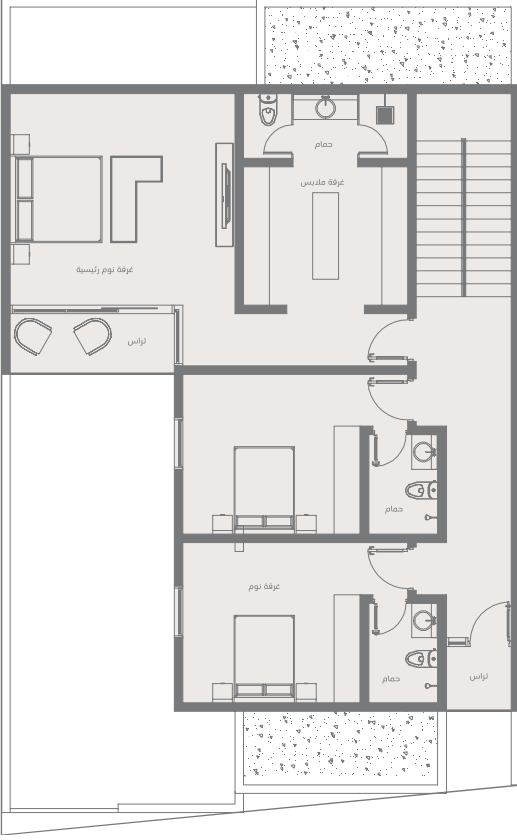 حمام
غرفة ملابس
غرفة نوم رئيسية
تراس
حمام
غرفة نوم
حمام
تراس